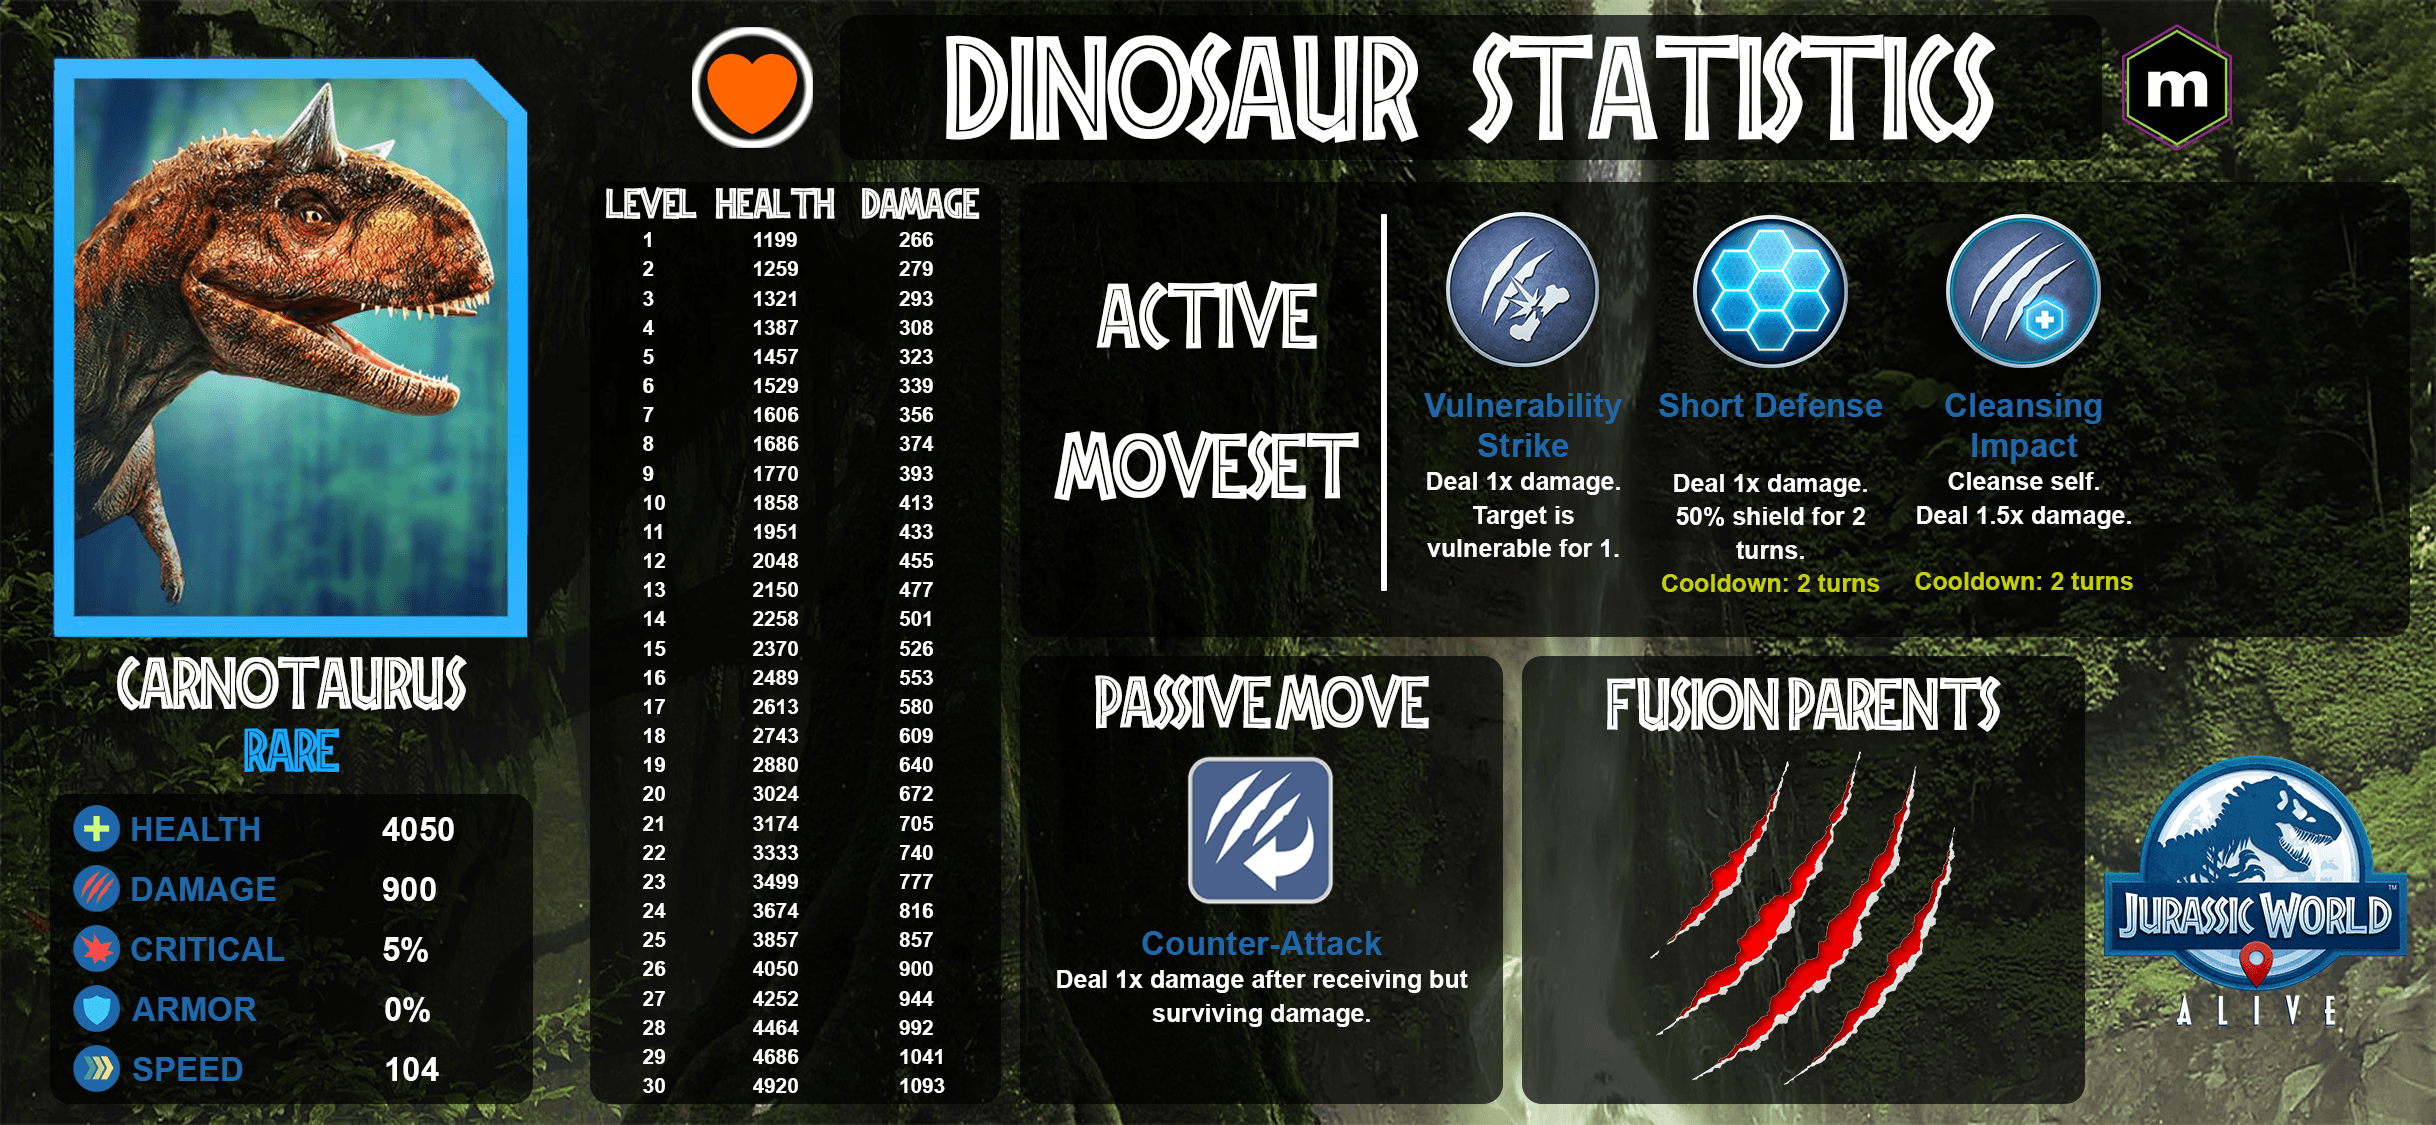 DINOSAUR STATISTICS
m
LEVEL HEALTH DAMAGE
1 1199 266
2 1259 279
3 1321 293
4 1387 308
5 1457 323
6 1529 339
7 1606 356
8 1686 374
9 1770 393
10 1858 413
11 1951 433
12 2048 455
13 2150 477
14 2258 501
15 2370 526
16 2489 553
17 2613 580
18 2743 609
19 2880 640
20 3024 672
21 3174 705
22 3333 740
23 3499 777
24 3674 816
25 3857 857
26 4050 900
27 4252 944
28 4464 992
29 4686 1041
30 4920 1093
CARNOTAURUS
RARE
HEALTH 4050
DAMAGE 900
CRITICAL 5%
ARMOR 0%
SPEED 104
ACTIVE
MOVESET
Vulnerability
Strike
Deal 1x damage.
Target is
vulnerable for 1.
Short Defense
Deal 1x damage.
50% shield for 2
turns.
Cooldown: 2 turns
Cleansing
Impact
Cleanse self.
Deal 1.5x damage.
Cooldown: 2 turns
PASSIVE MOVE
Counter-Attack
Deal 1x damage after receiving but
surviving damage.
FUSION PARENTS
JURASSIC WORLD™
ALIVE